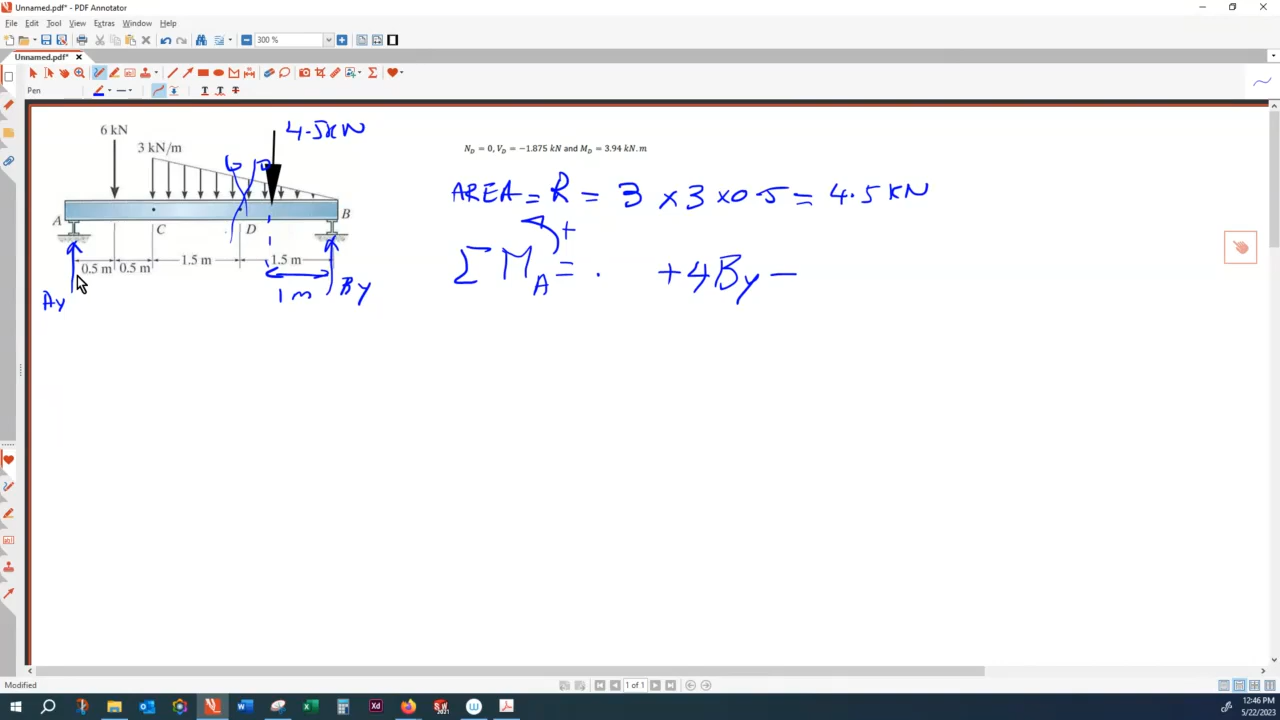 Unnamed.pdf* - PDF Annotator
File Edit Tool View Extras Window Help
300 %
Unnamed.pdf*
Pen
6 kN
4.5kN
3 kN/m
A
B
C
D
0.5 m 0.5 m 1.5 m 1.5 m
Ay
1 m
By
N_D = 0, V_D = −1.875 kN and M_D = 3.94 kN.m
AREA = R = 3 × 3 × 0.5 = 4.5 KN
+
Σ M_A = . +4By −
Modified
1 of 1
12:46 PM
5/22/2023